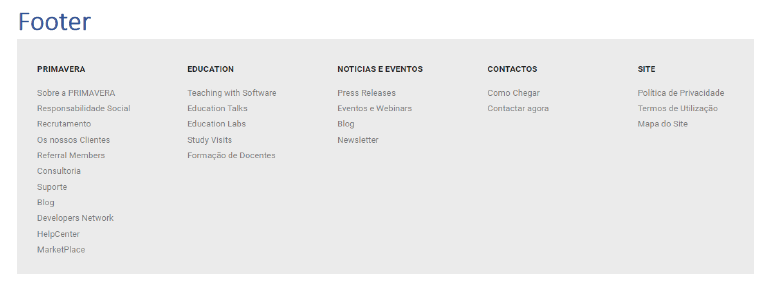 Footer
PRIMAVERA
Sobre a PRIMAVERA
Responsabilidade Social
Recrutamento
Os nossos Clientes
Referral Members
Consultoria
Suporte
Blog
Developers Network
HelpCenter
MarketPlace
EDUCATION
Teaching with Software
Education Talks
Education Labs
Study Visits
Formação de Docentes
NOTICIAS E EVENTOS
Press Releases
Eventos e Webinars
Blog
Newsletter
CONTACTOS
Como Chegar
Contactar agora
SITE
Política de Privacidade
Termos de Utilização
Mapa do Site